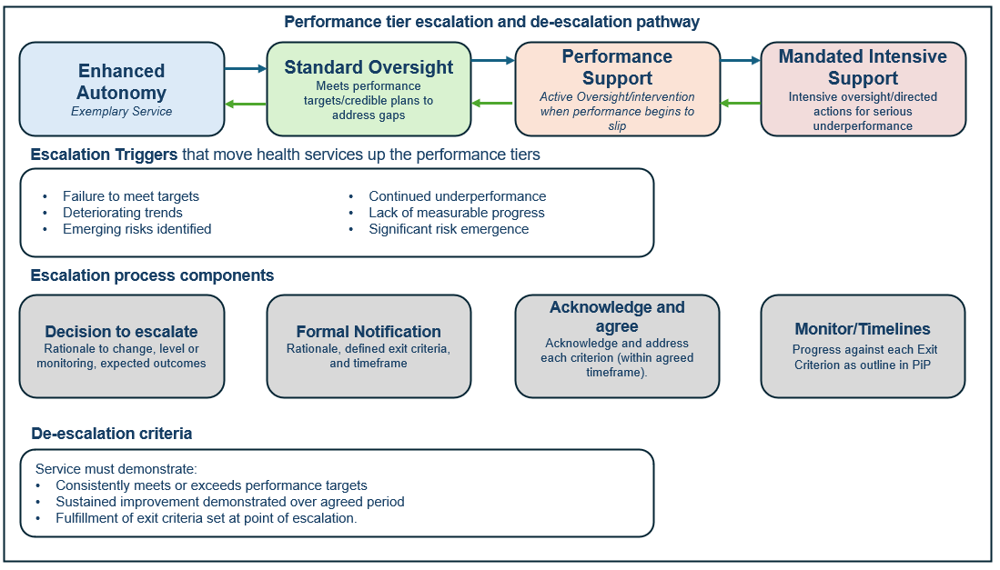 Performance tier escalation and de-escalation pathway
Enhanced
Autonomy
Exemplary Service
Standard Oversight
Meets performance
targets/credible plans to
address gaps
Performance
Support
Active Oversight/intervention
when performance begins to
slip
Mandated Intensive
Support
Intensive oversight/directed
actions for serious
underperformance
Escalation Triggers that move health services up the performance tiers
• Failure to meet targets
• Deteriorating trends
• Emerging risks identified
• Continued underperformance
• Lack of measurable progress
• Significant risk emergence
Escalation process components
Decision to escalate
Rationale to change, level or
monitoring, expected outcomes
Formal Notification
Rationale, defined exit criteria,
and timeframe
Acknowledge and
agree
Acknowledge and address
each criterion (within agreed
timeframe).
Monitor/Timelines
Progress against each Exit
Criterion as outline in PiP
De-escalation criteria
Service must demonstrate:
• Consistently meets or exceeds performance targets
• Sustained improvement demonstrated over agreed period
• Fulfillment of exit criteria set at point of escalation.